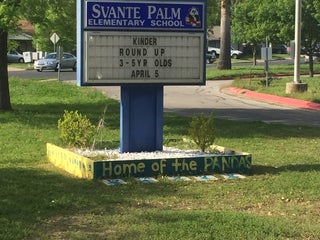 SVANTE PALM
ELEMENTARY SCHOOL
KINDER
ROUND UP
3-5YR OLDS
APRIL 5
Home of the PANDAS